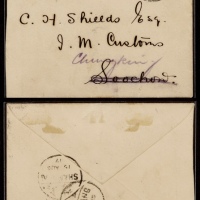 C. H. Shields Esq.
I. M. Customs
Chungking
Soochow.